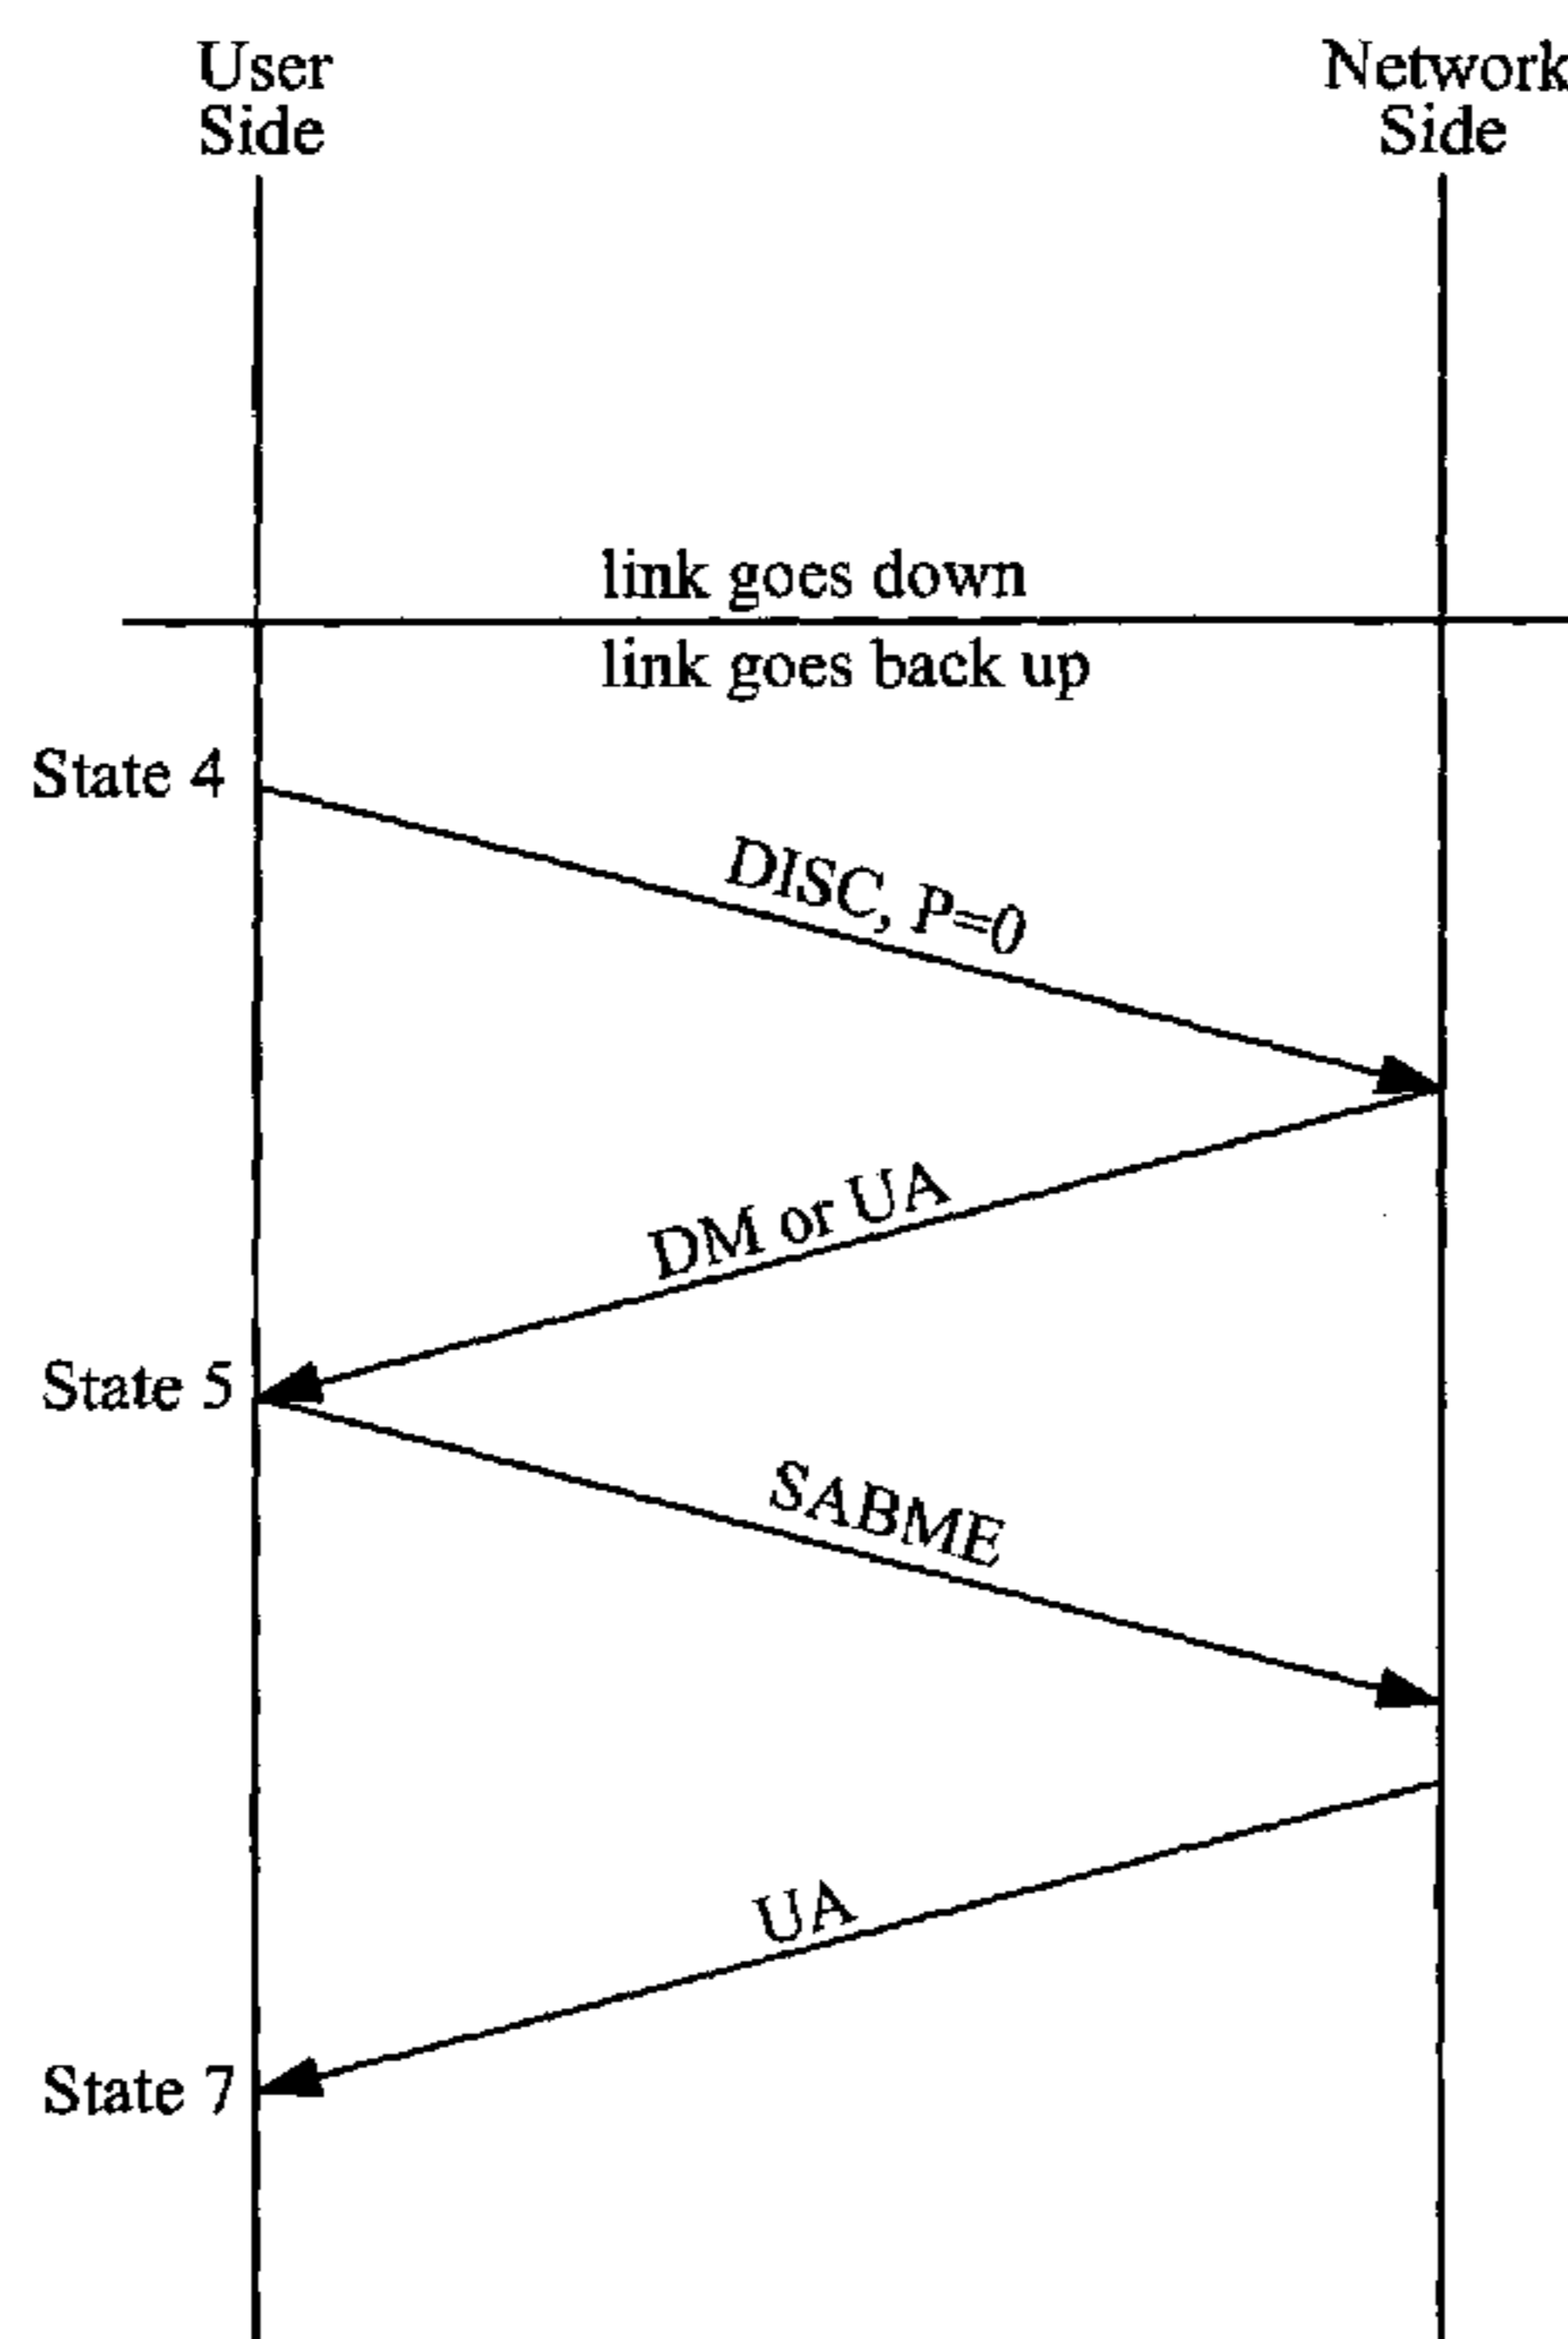 User
Side
Network
Side
link goes down
link goes back up
State 4
DISC, P=0
DM or UA
State 5
SABME
UA
State 7